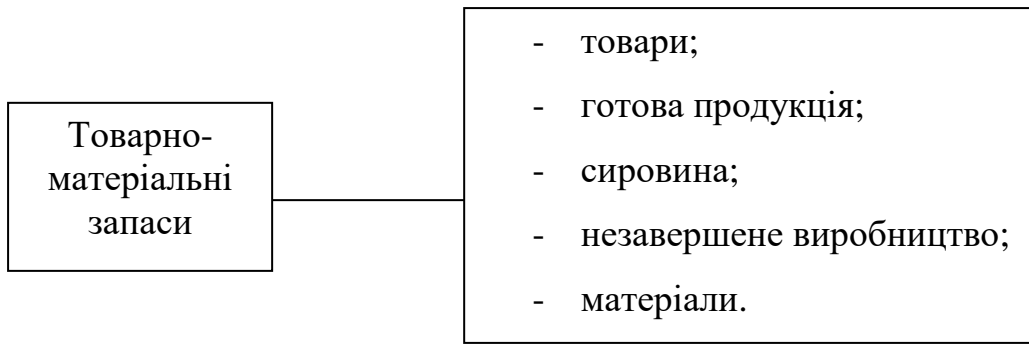 Товарно-
матеріальні
запаси
- товари;
- готова продукція;
- сировина;
- незавершене виробництво;
- матеріали.